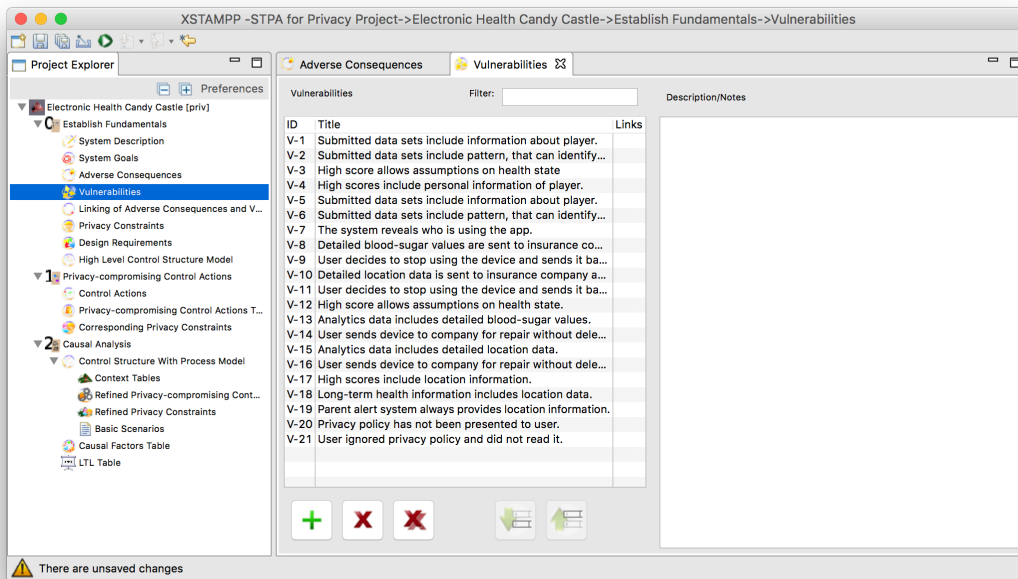 XSTAMPP -STPA for Privacy Project->Electronic Health Candy Castle->Establish Fundamentals->Vulnerabilities
Project Explorer
Preferences
Electronic Health Candy Castle [priv]
0 Establish Fundamentals
System Description
System Goals
Adverse Consequences
Vulnerabilities
Linking of Adverse Consequences and V...
Privacy Constraints
Design Requirements
High Level Control Structure Model
1 Privacy-compromising Control Actions
Control Actions
Privacy-compromising Control Actions T...
Corresponding Privacy Constraints
2 Causal Analysis
Control Structure With Process Model
Context Tables
Refined Privacy-compromising Cont...
Refined Privacy Constraints
Basic Scenarios
Causal Factors Table
LTL Table
Adverse Consequences Vulnerabilities
Vulnerabilities Filter: Description/Notes
ID Title Links
V-1 Submitted data sets include information about player.
V-2 Submitted data sets include pattern, that can identify...
V-3 High score allows assumptions on health state
V-4 High scores include personal information of player.
V-5 Submitted data sets include information about player.
V-6 Submitted data sets include pattern, that can identify...
V-7 The system reveals who is using the app.
V-8 Detailed blood-sugar values are sent to insurance co...
V-9 User decides to stop using the device and sends it ba...
V-10 Detailed location data is sent to insurance company a...
V-11 User decides to stop using the device and sends it ba...
V-12 High score allows assumptions on health state.
V-13 Analytics data includes detailed blood-sugar values.
V-14 User sends device to company for repair without dele...
V-15 Analytics data includes detailed location data.
V-16 User sends device to company for repair without dele...
V-17 High scores include location information.
V-18 Long-term health information includes location data.
V-19 Parent alert system always provides location information.
V-20 Privacy policy has not been presented to user.
V-21 User ignored privacy policy and did not read it.
There are unsaved changes